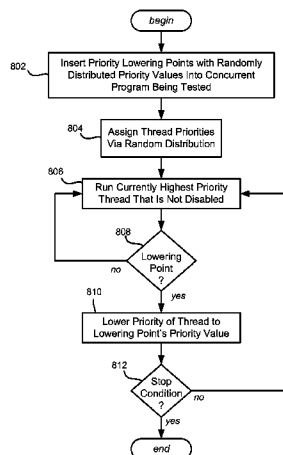 begin
802
Insert Priority Lowering Points with Randomly
Distributed Priority Values Into Concurrent
Program Being Tested
804
Assign Thread Priorities
Via Random Distribution
806
Run Currently Highest Priority
Thread That Is Not Disabled
808
Lowering
Point
?
no
yes
810
Lower Priority of Thread to
Lowering Point's Priority Value
812
Stop
Condition
?
no
yes
end